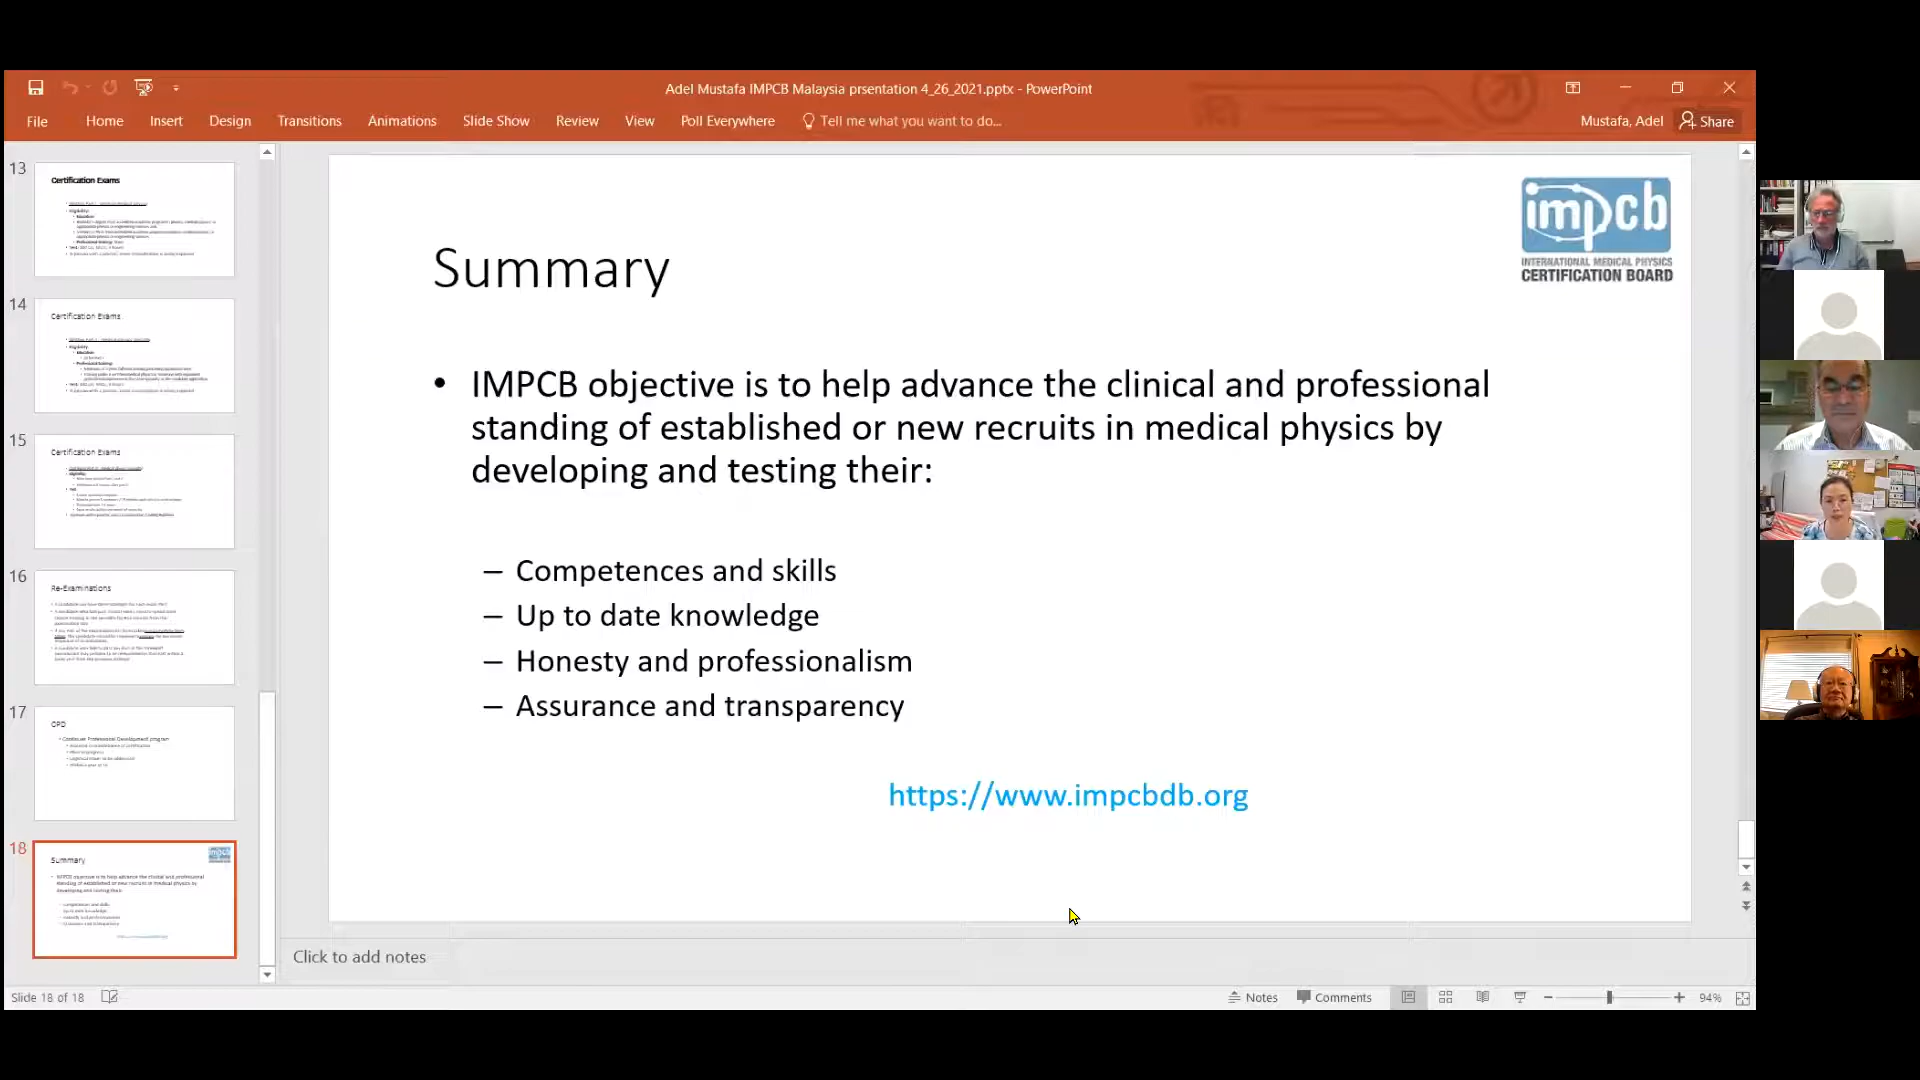 Adel Mustafa IMPCB Malaysia prsentation 4_26_2021.pptx - PowerPoint
File Home Insert Design Transitions Animations Slide Show Review View Poll Everywhere Tell me what you want to do... Mustafa, Adel Share
13
Certification Exams
14
Certification Exams
15
Certification Exams
16
Re-Examinations
17
CPD
18
Summary
impcb
INTERNATIONAL MEDICAL PHYSICS
CERTIFICATION BOARD
Summary
• IMPCB objective is to help advance the clinical and professional
standing of established or new recruits in medical physics by
developing and testing their:
– Competences and skills
– Up to date knowledge
– Honesty and professionalism
– Assurance and transparency
https://www.impcbdb.org
Click to add notes
Slide 18 of 18 Notes Comments 94%